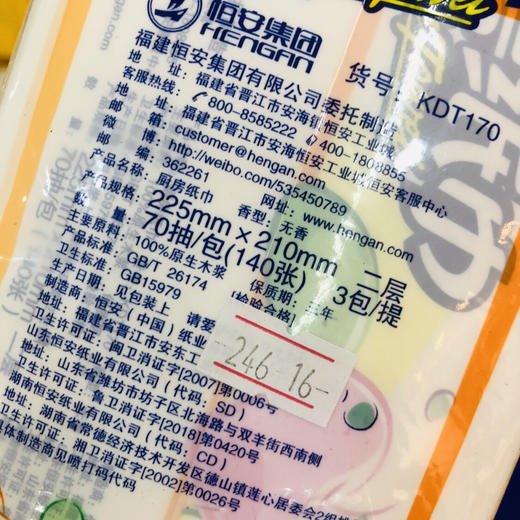 恒安集团
HENGAN
货号：KDT170
福建恒安集团有限公司委托制造
地 址：福建省晋江市安海恒安工业城
客服热线：800-8585222 400-1808855
邮 址：福建省晋江市安海恒安工业城恒安客服中心
邮 箱：customer@hengan.com
微 博：http://weibo.com/535450789
邮 编：362261 网址：www.hengan.com
产品名称：厨房纸巾 香型：无香
产品规格：225mm×210mm 二层
数 量：70抽/包(140张) 3包/提
主要原料：100%原生木浆
产品标准：GB/T 26174 保质期：三年
卫生标准：GB15979 [检验合格]
生产日期：见包装上 请爱
制造商：恒安（中国）纸业
福建省晋江市安东工
卫生许可证：闽卫消证字[2007]第0006号
山东恒安纸业有限公司（代码：SD）
山东省潍坊市坊子区北海路与双羊街西南侧
卫生许可证：鲁卫消证字[2018]第0420号
湖南恒安纸业有限公司（代码：CD）
湖南省常德经济技术开发区德山镇莲心居委会2组
卫生许可证：湘卫消证字[2002]第0026号
具体制造商见喷打码代码
246 16-